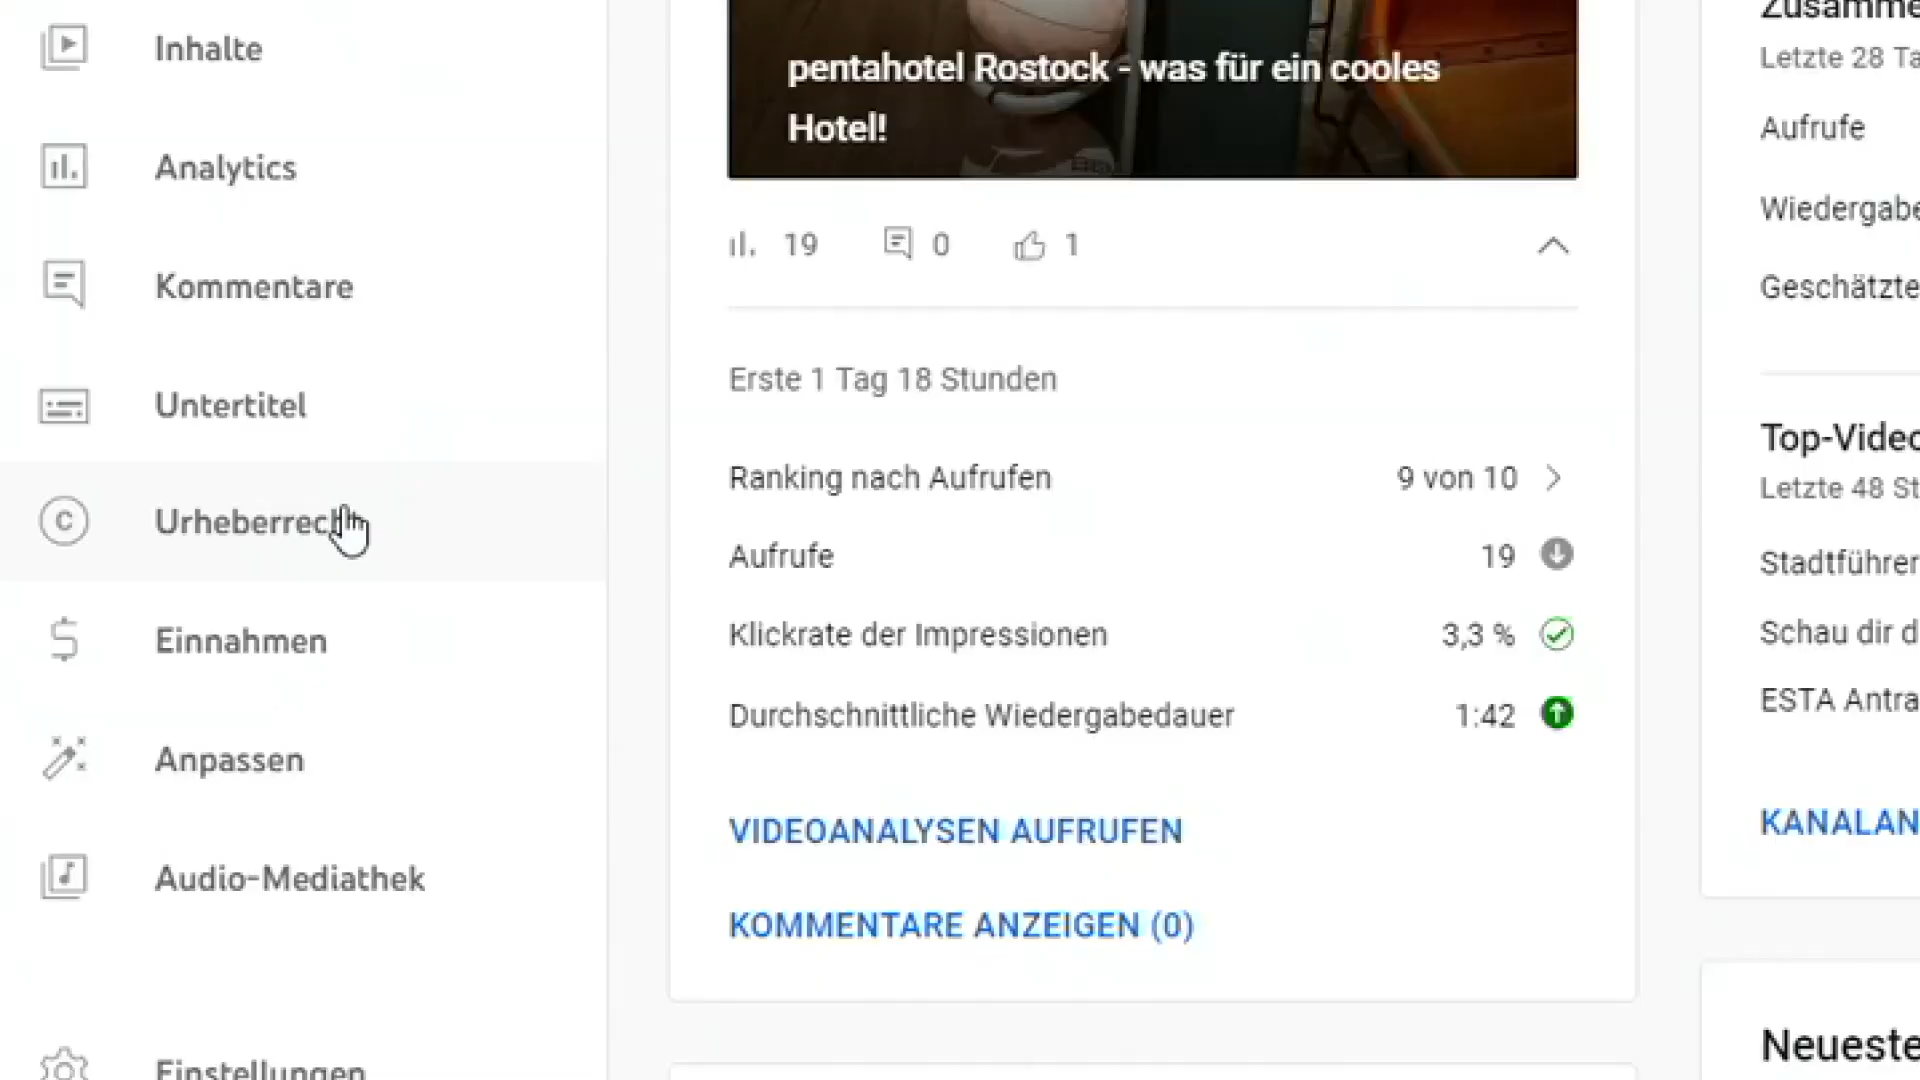 Inhalte
Analytics
Kommentare
Untertitel
Urheberrech
Einnahmen
Anpassen
Audio-Mediathek
Einstellungen
pentahotel Rostock - was für ein cooles
Hotel!
19 0 1
Erste 1 Tag 18 Stunden
Ranking nach Aufrufen 9 von 10
Aufrufe 19
Klickrate der Impressionen 3,3 %
Durchschnittliche Wiedergabedauer 1:42
VIDEOANALYSEN AUFRUFEN
KOMMENTARE ANZEIGEN (0)
Zusamme
Letzte 28 Ta
Aufrufe
Wiedergabe
Geschätzte
Top-Video
Letzte 48 St
Stadtführer
Schau dir d
ESTA Antra
KANALAN
Neueste